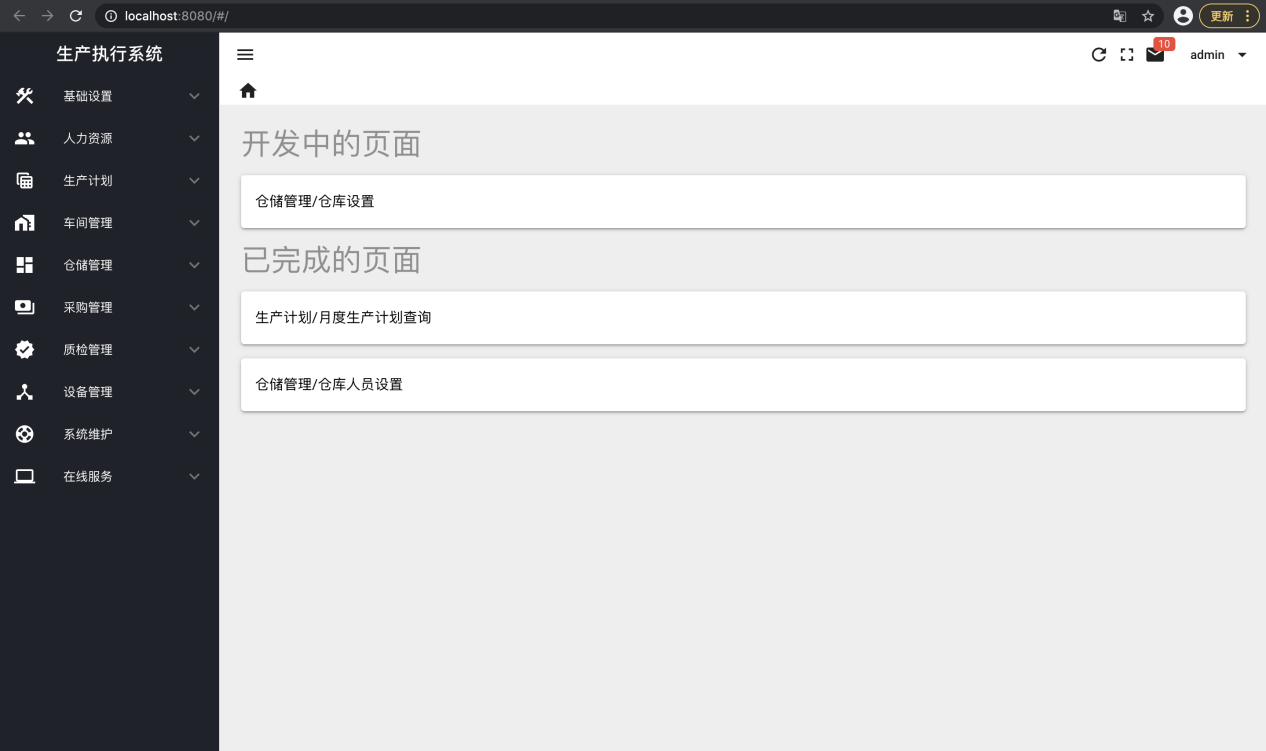 localhost:8080/#/
更新
生产执行系统
基础设置
人力资源
生产计划
车间管理
仓储管理
采购管理
质检管理
设备管理
系统维护
在线服务
10
admin
开发中的页面
仓储管理/仓库设置
已完成的页面
生产计划/月度生产计划查询
仓储管理/仓库人员设置